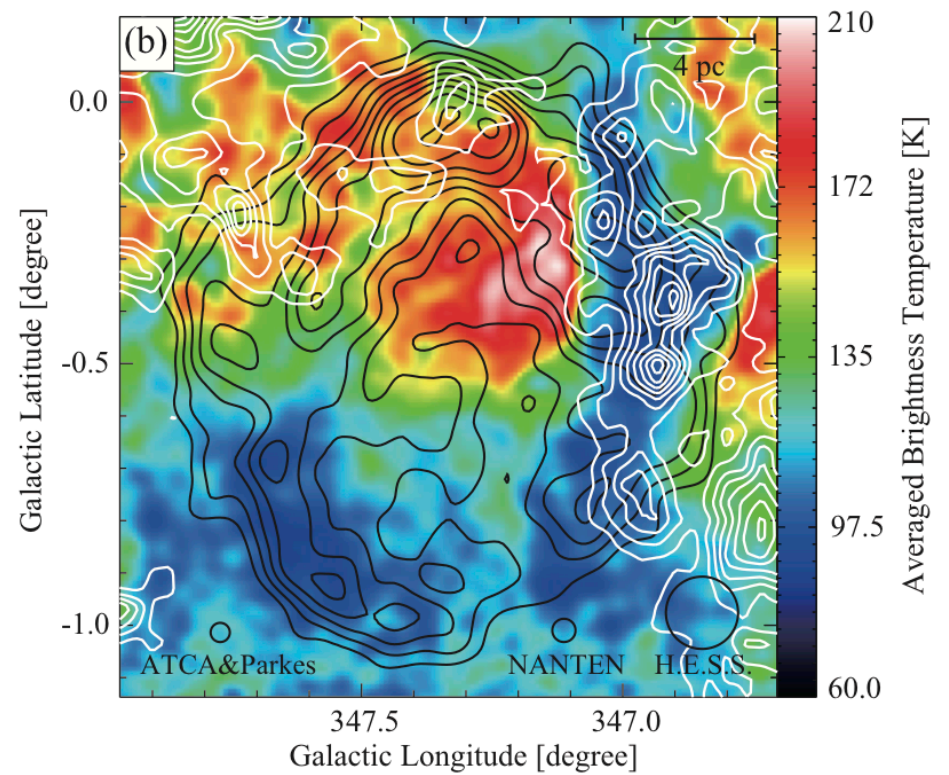 (b)
4 pc
0.0
-0.5
-1.0
Galactic Latitude [degree]
ATCA&Parkes
NANTEN
H.E.S.S.
347.5
347.0
Galactic Longitude [degree]
210
172
135
97.5
60.0
Averaged Brightness Temperature [K]